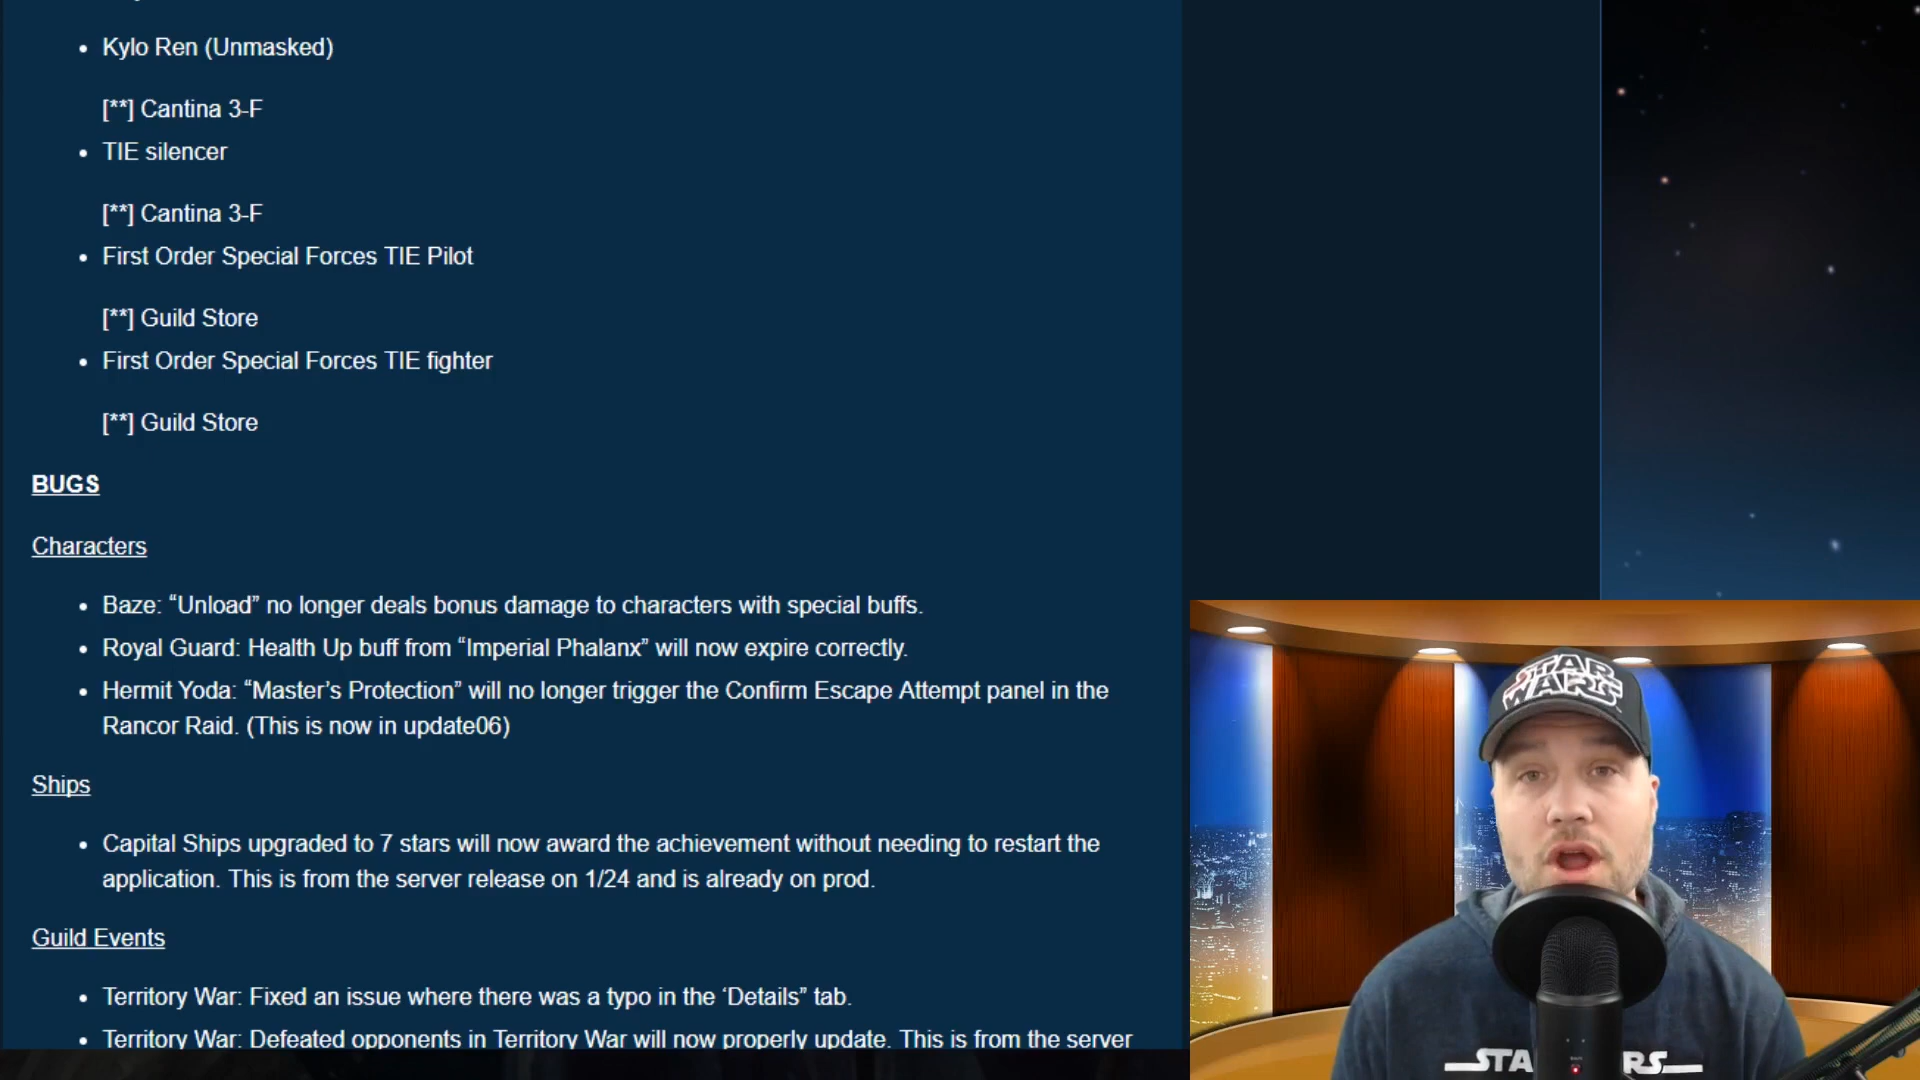 Kylo Ren (Unmasked)
[**] Cantina 3-F
TIE silencer
[**] Cantina 3-F
First Order Special Forces TIE Pilot
[**] Guild Store
First Order Special Forces TIE fighter
[**] Guild Store
BUGS
Characters
Baze: “Unload” no longer deals bonus damage to characters with special buffs.
Royal Guard: Health Up buff from “Imperial Phalanx” will now expire correctly.
Hermit Yoda: “Master’s Protection” will no longer trigger the Confirm Escape Attempt panel in the
Rancor Raid. (This is now in update06)
Ships
Capital Ships upgraded to 7 stars will now award the achievement without needing to restart the
application. This is from the server release on 1/24 and is already on prod.
Guild Events
Territory War: Fixed an issue where there was a typo in the ‘Details” tab.
Territory War: Defeated opponents in Territory War will now properly update. This is from the server
STAR
WARS
STA RS